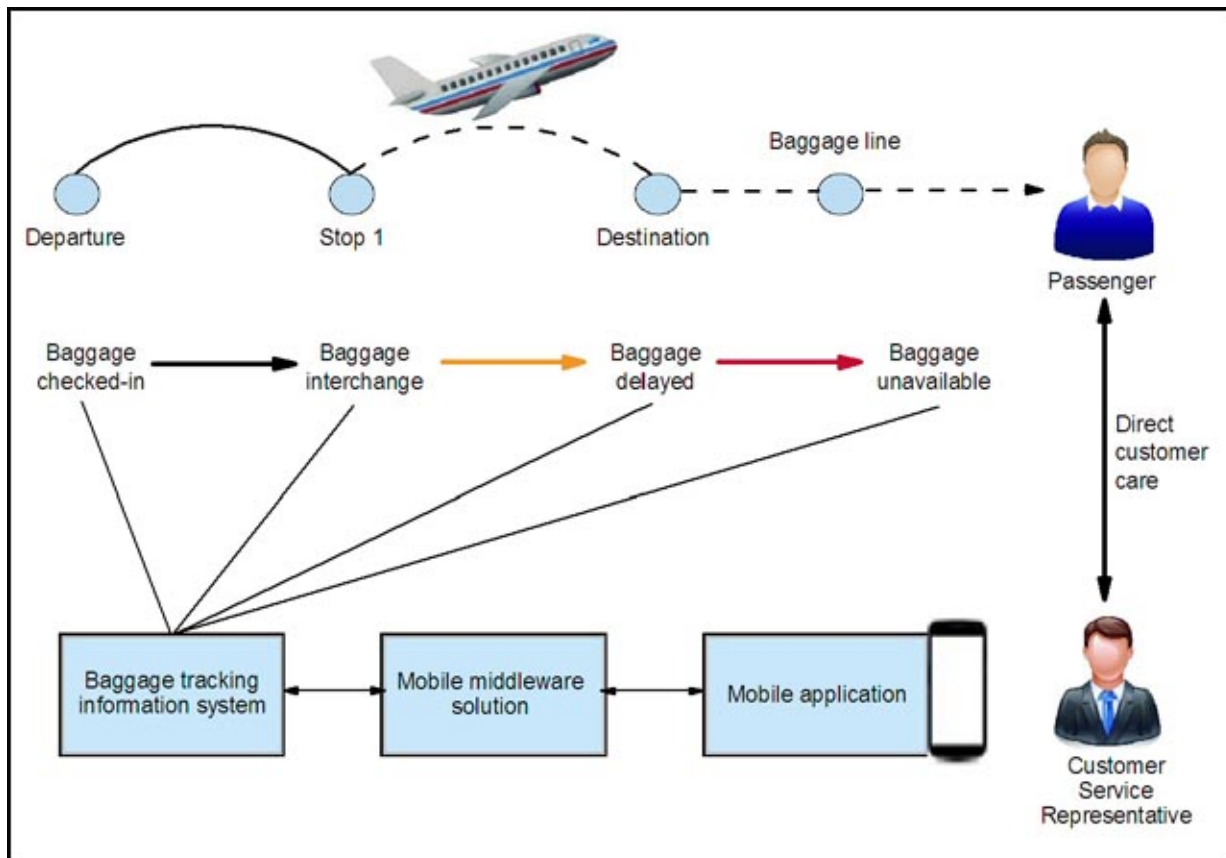 Baggage line
Departure
Stop 1
Destination
Passenger
Baggage
checked-in
Baggage
interchange
Baggage
delayed
Baggage
unavailable
Direct
customer
care
Baggage tracking
information system
Mobile middleware
solution
Mobile application
Customer
Service
Representative